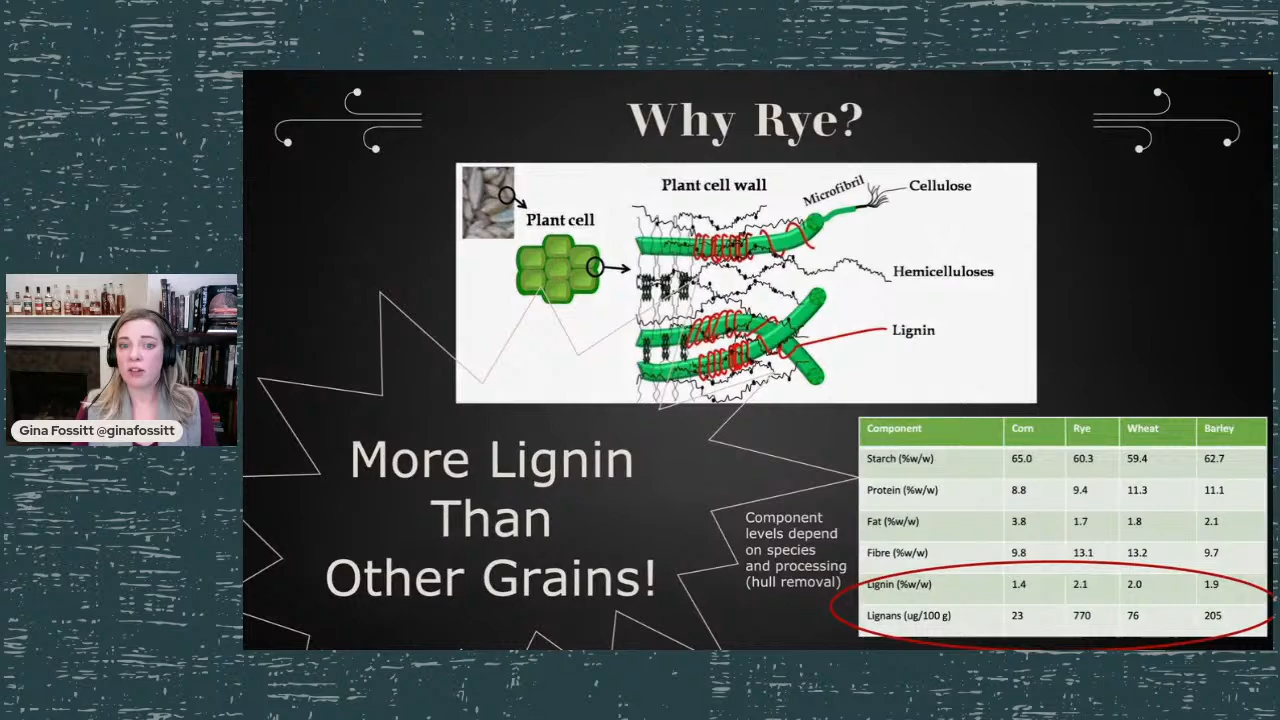 Why Rye?
Plant cell
Plant cell wall
Microfibril
Cellulose
Hemicelluloses
Lignin
Gina Fossitt @ginafossitt
More Lignin
Than
Other Grains!
Component
levels depend
on species
and processing
(hull removal)
Component Corn Rye Wheat Barley
Starch (%w/w) 65.0 60.3 59.4 62.7
Protein (%w/w) 8.8 9.4 11.3 11.1
Fat (%w/w) 3.8 1.7 1.8 2.1
Fibre (%w/w) 9.8 13.1 13.2 9.7
Lignin (%w/w) 1.4 2.1 2.0 1.9
Lignans (ug/100 g) 23 770 76 205